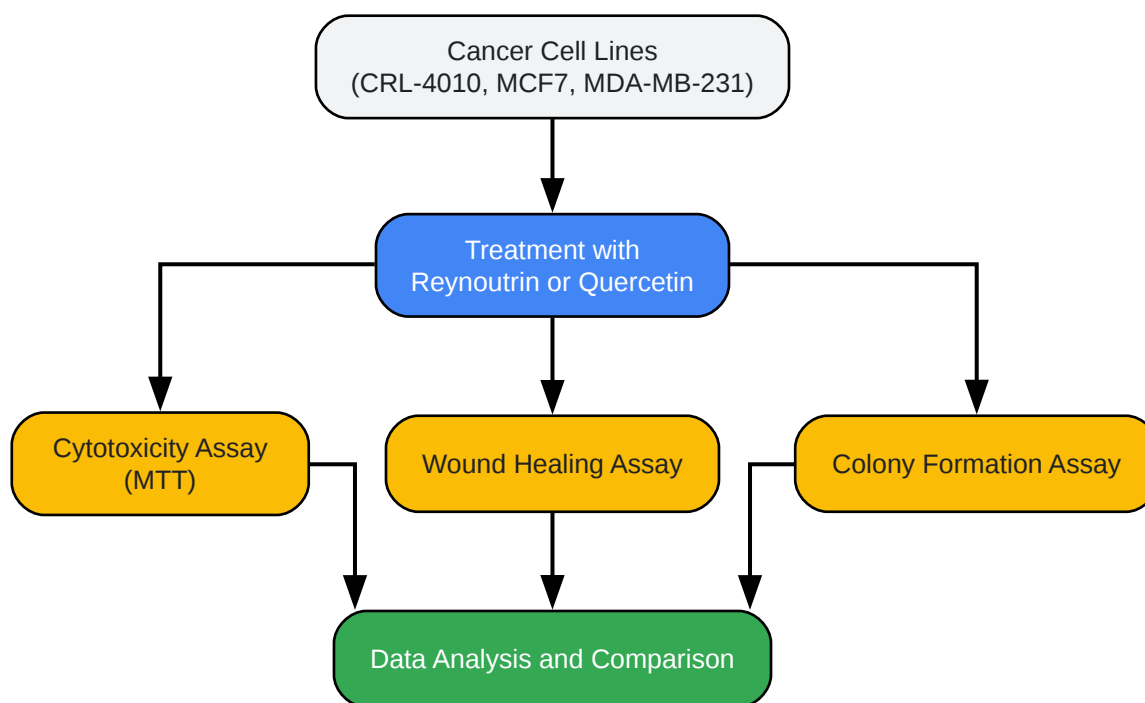 Cancer Cell Lines
(CRL-4010, MCF7, MDA-MB-231)
Treatment with
Reynoutrin or Quercetin
Cytotoxicity Assay
(MTT)
Wound Healing Assay
Colony Formation Assay
Data Analysis and Comparison